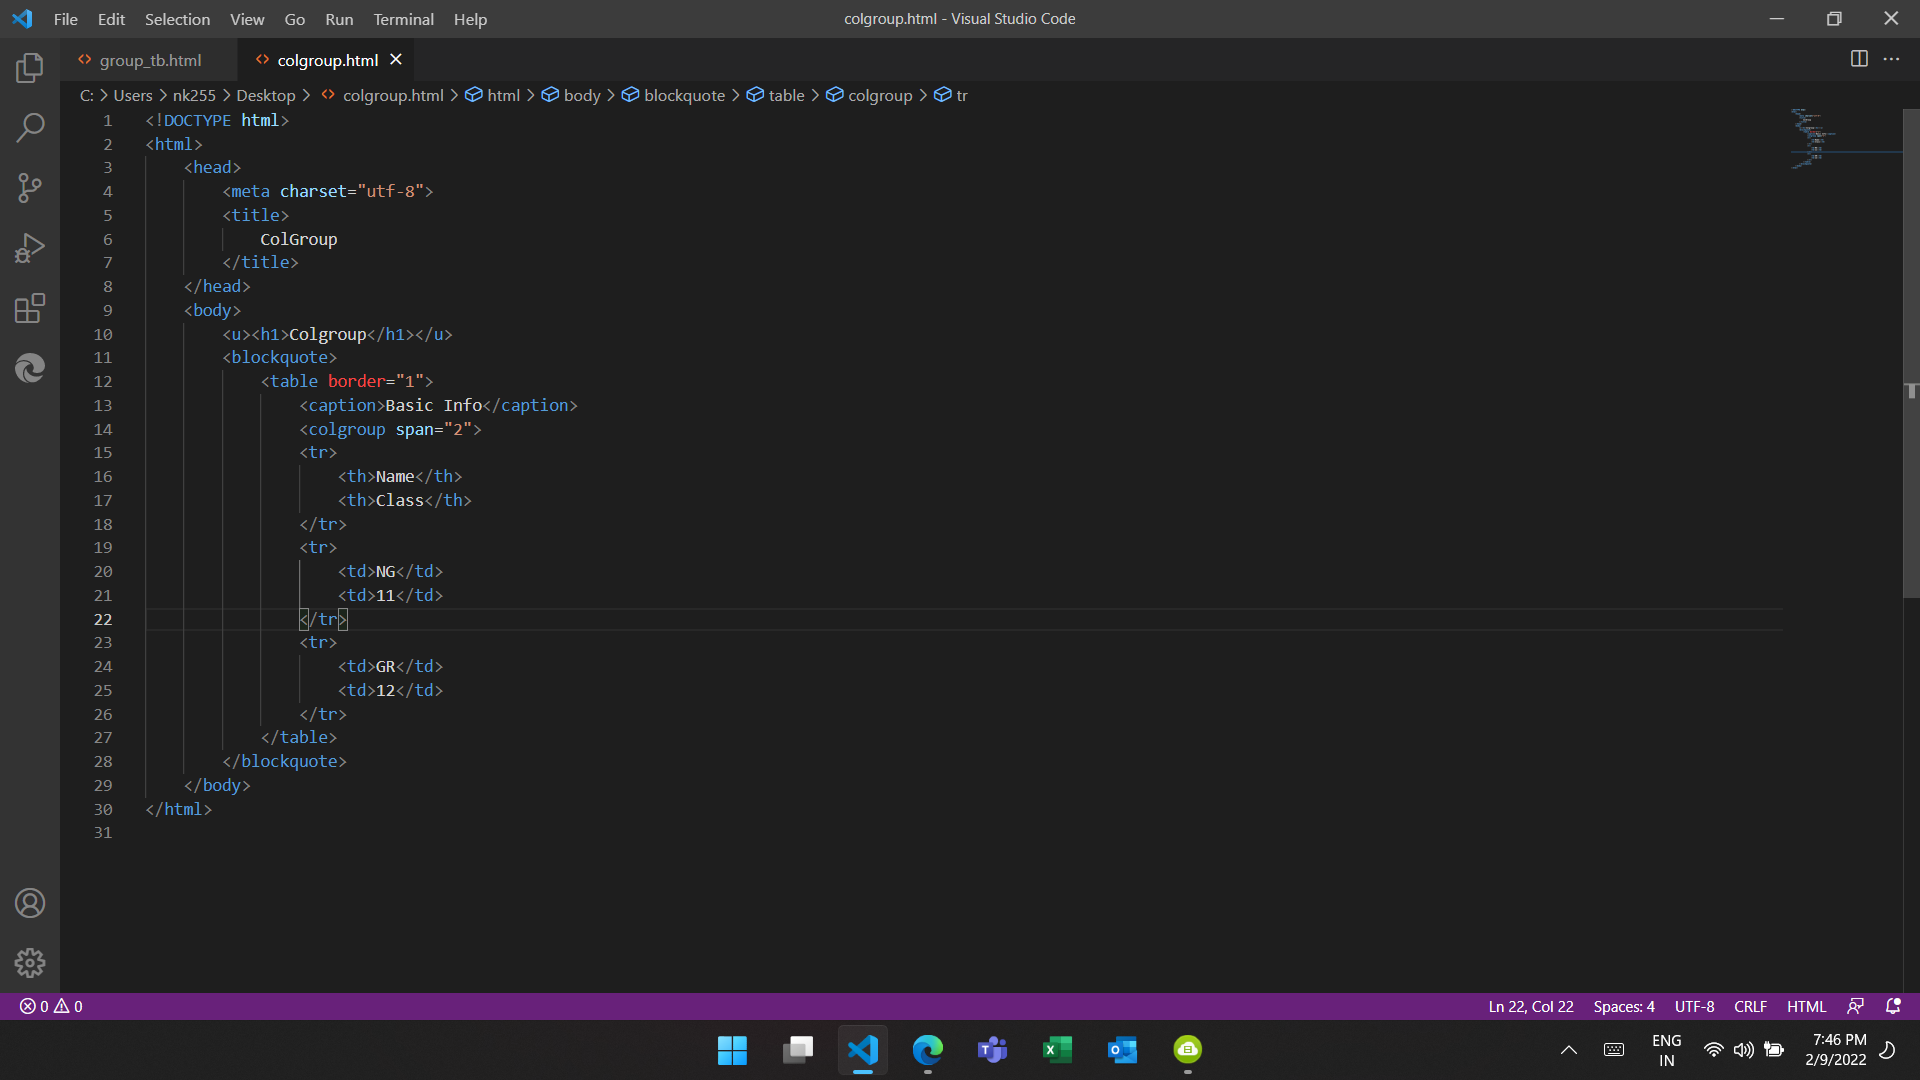 File Edit Selection View Go Run Terminal Help colgroup.html - Visual Studio Code
group_tb.html colgroup.html
C: > Users > nk255 > Desktop > colgroup.html > html > body > blockquote > table > colgroup > tr
1 <!DOCTYPE html>
2 <html>
3 <head>
4 <meta charset="utf-8">
5 <title>
6 ColGroup
7 </title>
8 </head>
9 <body>
10 <u><h1>Colgroup</h1></u>
11 <blockquote>
12 <table border="1">
13 <caption>Basic Info</caption>
14 <colgroup span="2">
15 <tr>
16 <th>Name</th>
17 <th>Class</th>
18 </tr>
19 <tr>
20 <td>NG</td>
21 <td>11</td>
22 </tr>
23 <tr>
24 <td>GR</td>
25 <td>12</td>
26 </tr>
27 </table>
28 </blockquote>
29 </body>
30 </html>
31
0 0 Ln 22, Col 22 Spaces: 4 UTF-8 CRLF HTML
ENG 7:46 PM
IN 2/9/2022